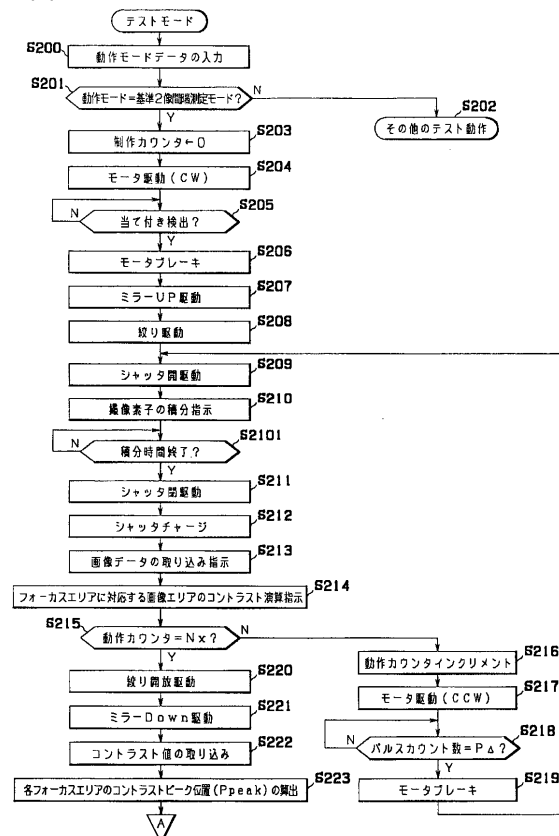 テストモード
S200
動作モードデータの入力
S201
動作モード=基準2像間隔測定モード?
N
Y
S202
その他のテスト動作
S203
制作カウンタ←0
S204
モータ駆動(CW)
S205
N
当て付き検出?
Y
S206
モータブレーキ
S207
ミラーUP駆動
S208
絞り駆動
S209
シャッタ開駆動
S210
撮像素子の積分指示
S2101
N
積分時間終了?
Y
S211
シャッタ閉駆動
S212
シャッタチャージ
S213
画像データの取り込み指示
S214
フォーカスエリアに対応する画像エリアのコントラスト演算指示
S215
動作カウンタ=Nx?
N
Y
S216
動作カウンタインクリメント
S217
モータ駆動(CCW)
S218
N
パルスカウント数=PΔ?
Y
S219
モータブレーキ
S220
絞り開放駆動
S221
ミラーDown駆動
S222
コントラスト値の取り込み
S223
各フォーカスエリアのコントラストピーク位置(Ppeak)の算出
A